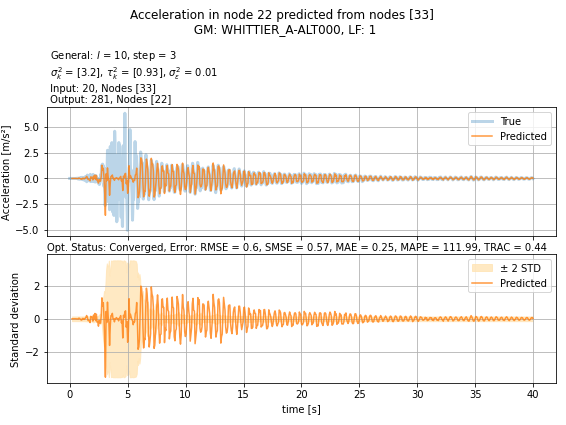 Acceleration in node 22 predicted from nodes [33]
GM: WHITTIER_A-ALT000, LF: 1
General: l = 10, step = 3
σ²ₖ = [3.2], τ²ₖ = [0.93], σ²ε = 0.01
Input: 20, Nodes [33]
Output: 281, Nodes [22]
Acceleration [m/s²]
5.0
2.5
0.0
−2.5
−5.0
True
Predicted
Opt. Status: Converged, Error: RMSE = 0.6, SMSE = 0.57, MAE = 0.25, MAPE = 111.99, TRAC = 0.44
Standard deviation
2
0
−2
± 2 STD
Predicted
0 5 10 15 20 25 30 35 40
time [s]